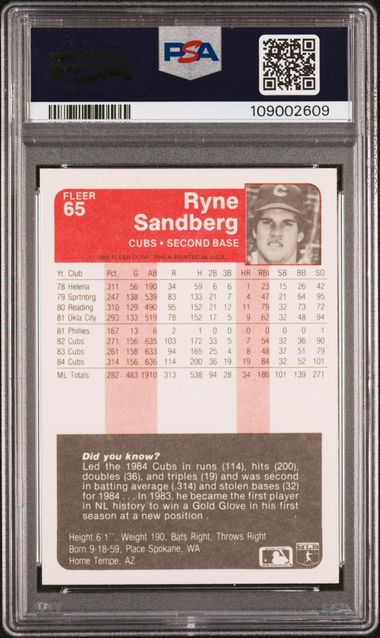 PSA
PSA
109002609
FLEER
65
Ryne
Sandberg
CUBS • SECOND BASE
© 1985 FLEER CORP., PHILA PRINTED IN U.S.A.
Yr. Club Pct. G AB R H 2B 3B HR RBI SB BB SO
78 Helena .311 56 190 34 59 6 6 1 23 15 26 42
79 Sprtnbrg .247 138 539 83 133 21 7 4 47 21 64 95
80 Reading .310 129 490 95 152 21 12 11 79 32 73 72
81 Okla City .293 133 519 78 152 17 5 9 62 32 48 94
81 Phillies .167 13 6 2 1 0 0 0 0 0 0 1
82 Cubs .271 156 635 103 172 33 5 7 54 32 36 90
83 Cubs .261 158 633 94 165 25 4 8 48 37 51 79
84 Cubs .314 156 636 114 200 36 19 19 84 32 52 101
ML Totals .282 483 1910 313 538 94 28 34 186 101 139 271
Did you know?
Led the 1984 Cubs in runs (114), hits (200),
doubles (36), and triples (19) and was second
in batting average (.314) and stolen bases (32)
for 1984 . . . In 1983, he became the first player
in NL history to win a Gold Glove in his first
season at a new position.
Height 6'1", Weight 190, Bats Right, Throws Right
Born 9-18-59, Place Spokane, WA
Home Tempe, AZ